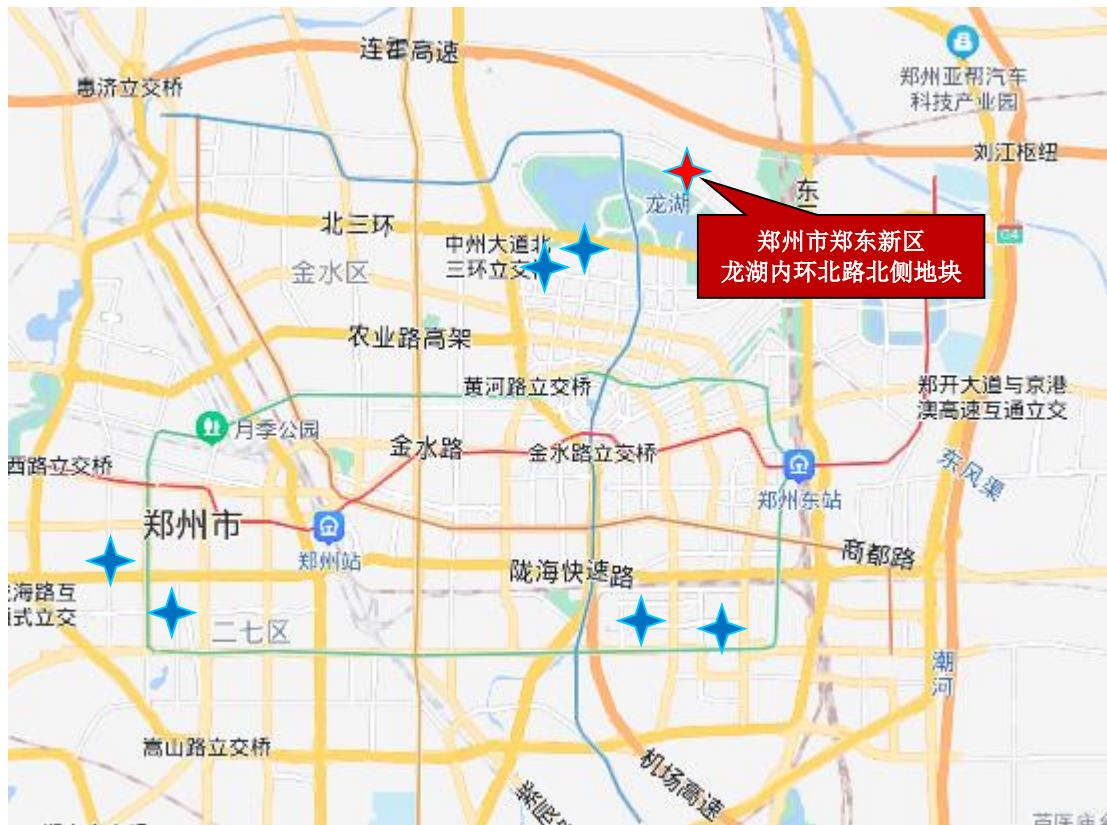 连霍高速
惠济立交桥
郑州亚帮汽车
科技产业园
刘江枢纽
东
龙湖
郑州市郑东新区
龙湖内环北路北侧地块
G4
北三环
中州大道北
三环立交
金水区
农业路高架
黄河路立交桥
郑开大道与京港
澳高速互通立交
月季公园
金水路
金水路立交桥
西路立交桥
东风渠
郑州东站
郑州市
郑州站
陇海快速路
商都路
海路互
式立交
二七区
潮河
嵩山路立交桥
机场高速